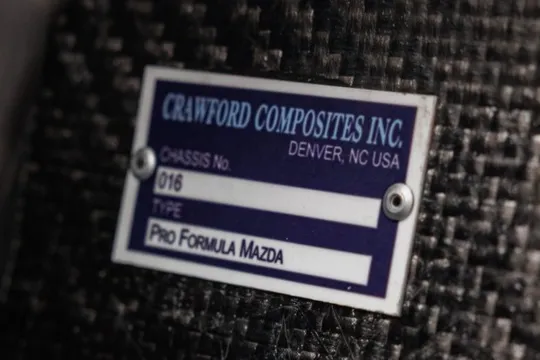 CRAWFORD COMPOSITES INC.
DENVER, NC USA
CHASSIS No.
016
TYPE
PRO FORMULA MAZDA